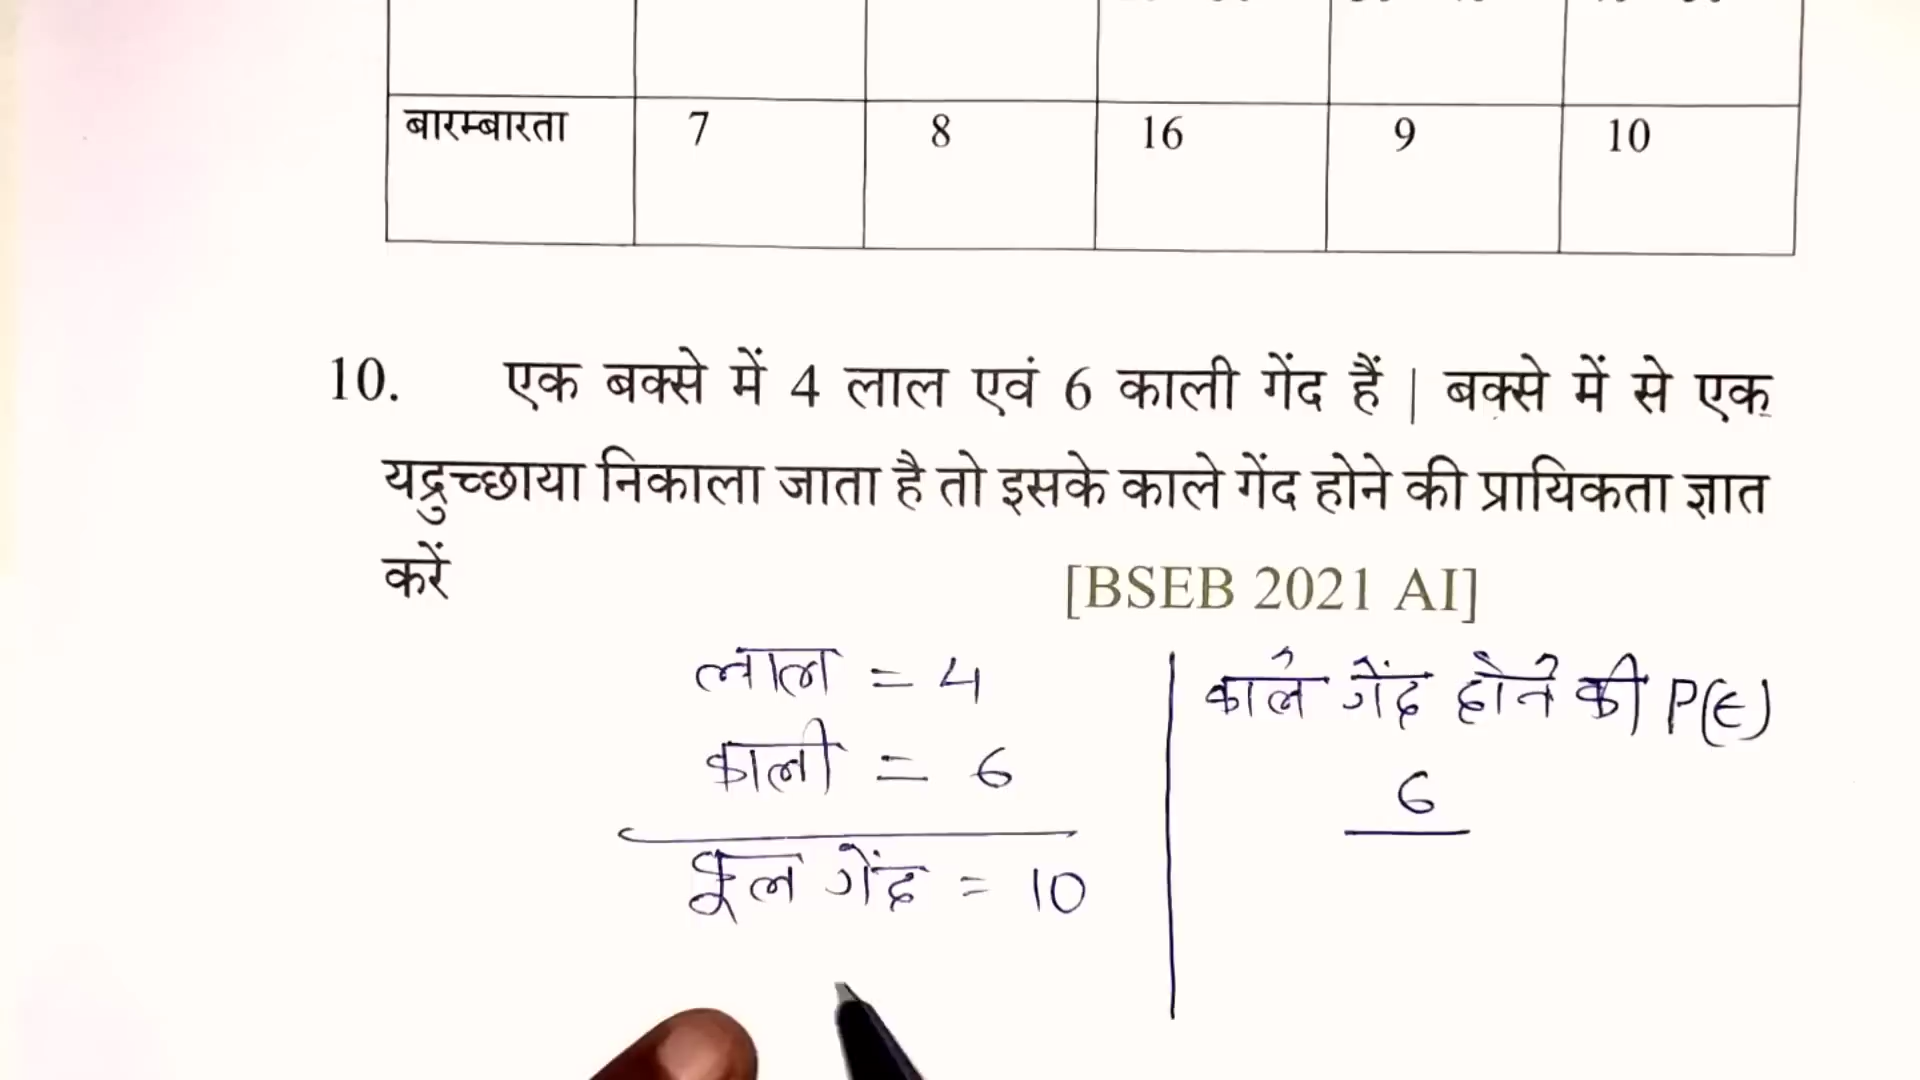 बारम्बारता 7 8 16 9 10
10. एक बक्से में 4 लाल एवं 6 काली गेंद हैं | बक्से में से एक
यद्रुच्छाया निकाला जाता है तो इसके काले गेंद होने की प्रायिकता ज्ञात
करें [BSEB 2021 AI]
लाल = 4
काली = 6
कूल गेंद = 10
काले गेंद होने की P(E)
6